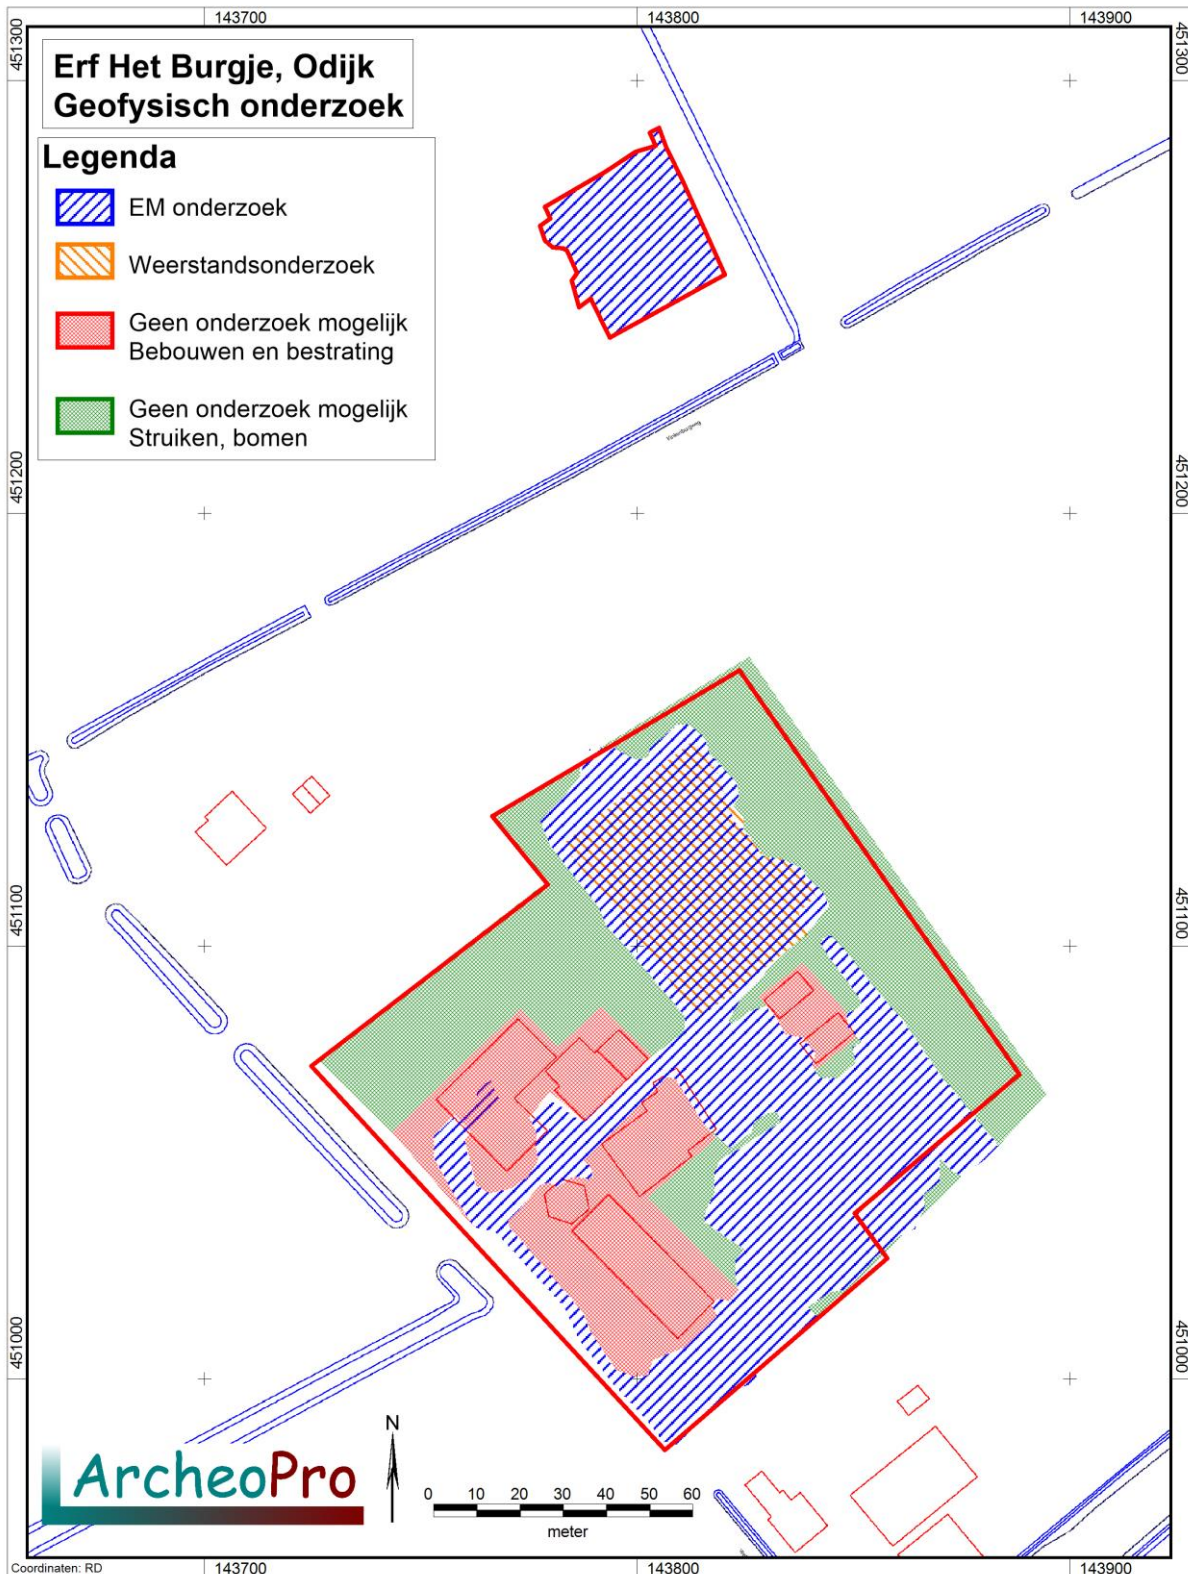 143700
143800
143900
451300
451300
Erf Het Burgje, Odijk
Geofysisch onderzoek
Legenda
EM onderzoek
Weerstandsonderzoek
Geen onderzoek mogelijk
Bebouwen en bestrating
Geen onderzoek mogelijk
Struiken, bomen
451200
451200
451100
451100
451000
451000
ArcheoPro
N
0 10 20 30 40 50 60
meter
Coordinaten: RD
143700
143800
143900